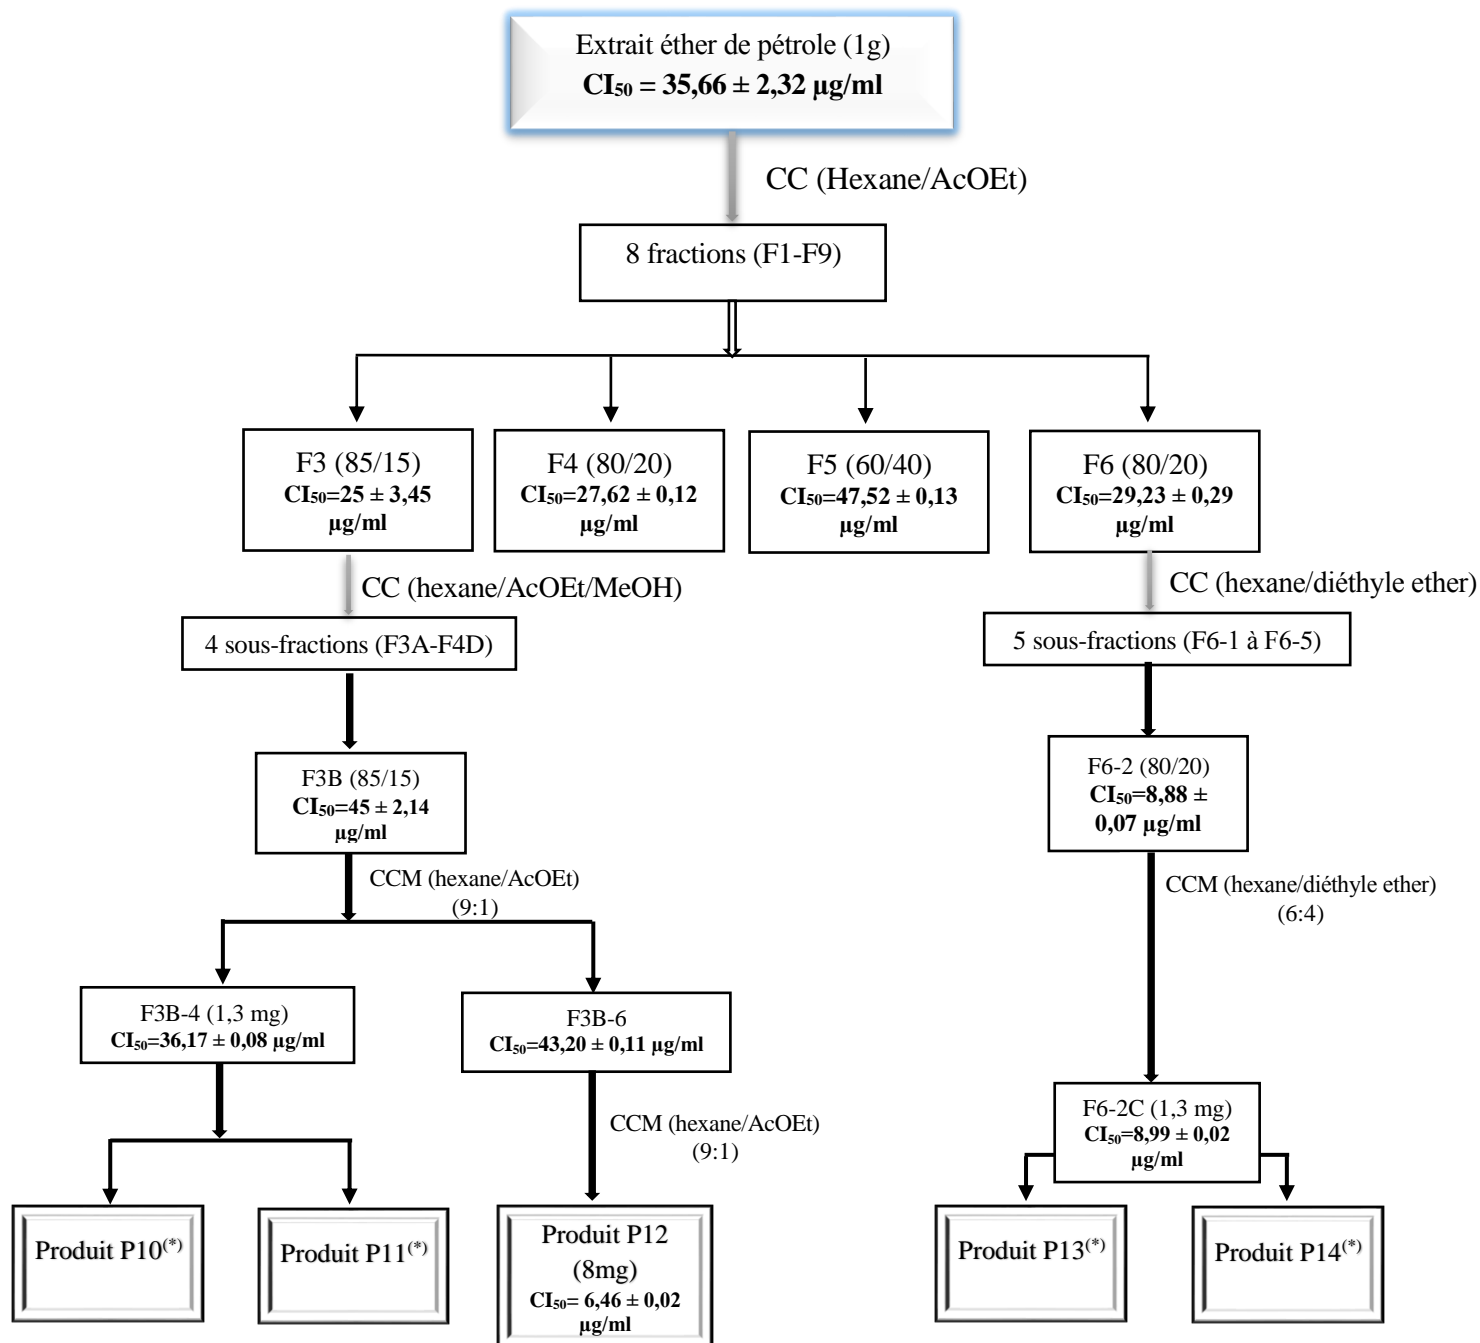 Extrait éther de pétrole (1g)
CI₅₀ = 35,66 ± 2,32 µg/ml
CC (Hexane/AcOEt)
8 fractions (F1-F9)
F3 (85/15)
CI₅₀=25 ± 3,45
µg/ml
F4 (80/20)
CI₅₀=27,62 ± 0,12
µg/ml
F5 (60/40)
CI₅₀=47,52 ± 0,13
µg/ml
F6 (80/20)
CI₅₀=29,23 ± 0,29
µg/ml
CC (hexane/AcOEt/MeOH)
CC (hexane/diéthyle ether)
4 sous-fractions (F3A-F4D)
5 sous-fractions (F6-1 à F6-5)
F3B (85/15)
CI₅₀=45 ± 2,14
µg/ml
F6-2 (80/20)
CI₅₀=8,88 ±
0,07 µg/ml
CCM (hexane/AcOEt)
(9:1)
CCM (hexane/diéthyle ether)
(6:4)
F3B-4 (1,3 mg)
CI₅₀=36,17 ± 0,08 µg/ml
F3B-6
CI₅₀=43,20 ± 0,11 µg/ml
CCM (hexane/AcOEt)
(9:1)
F6-2C (1,3 mg)
CI₅₀=8,99 ± 0,02
µg/ml
Produit P10(*)
Produit P11(*)
Produit P12
(8mg)
CI₅₀= 6,46 ± 0,02
µg/ml
Produit P13(*)
Produit P14(*)